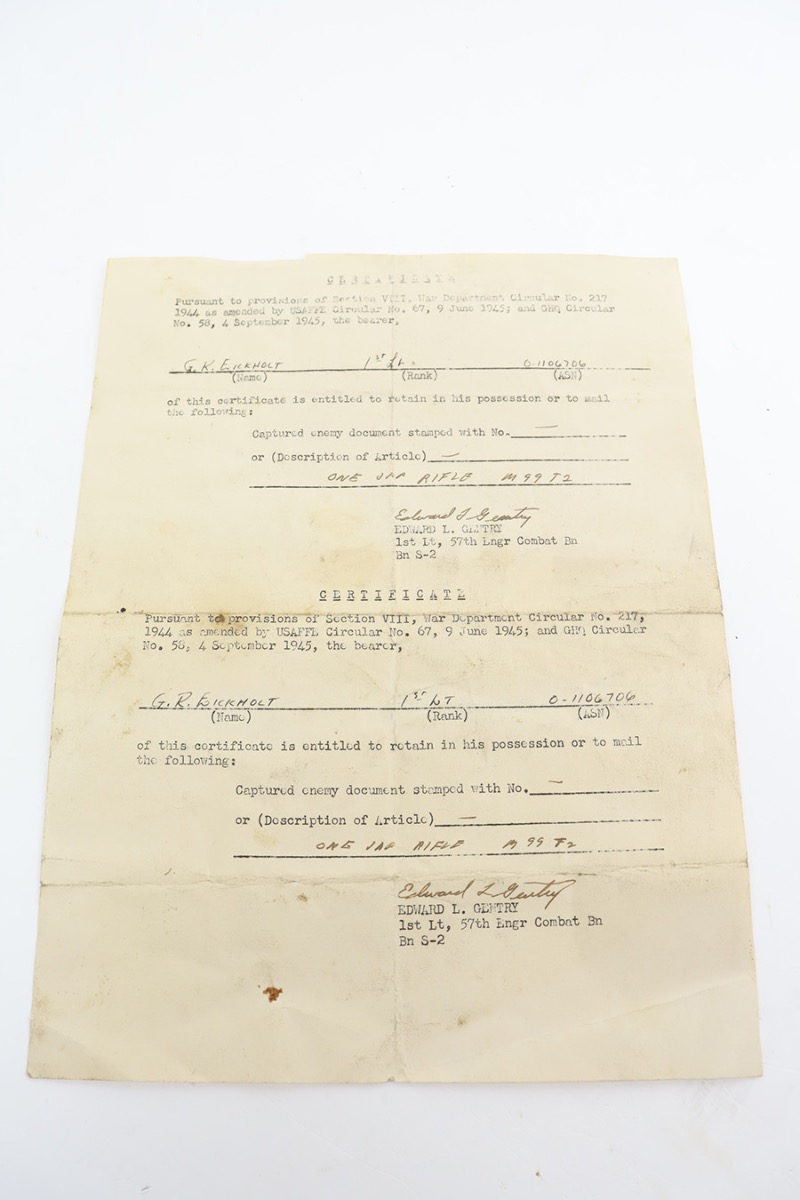 C E R T I F I C A T E
Pursuant to provisions of Section VIII, War Department Circular No. 217
1944 as amended by USAFFE Circular No. 67, 9 June 1945; and GHQ Circular
No. 58, 4 September 1945, the bearer,
G. K. EICKHOLT 1ST Lt. O-1106706
(Name) (Rank) (ASN)
of this certificate is entitled to retain in his possession or to mail
the following:
Captured enemy document stamped with No. —
or (Description of Article) —
ONE JAP RIFLE M 99 T2
Edward L Gentry
EDWARD L. GENTRY
1st Lt, 57th Engr Combat Bn
Bn S-2
C E R T I F I C A T E
Pursuant to provisions of Section VIII, War Department Circular No. 217,
1944 as amended by USAFFE Circular No. 67, 9 June 1945; and GHQ Circular
No. 58, 4 September 1945, the bearer,
G. R. EICKHOLT 1ST LT O-1106706
(Name) (Rank) (ASN)
of this certificate is entitled to retain in his possession or to mail
the following:
Captured enemy document stamped with No. —
or (Description of Article) —
ONE JAP RIFLE M 99 T2
Edward L. Gentry
EDWARD L. GENTRY
1st Lt, 57th Engr Combat Bn
Bn S-2